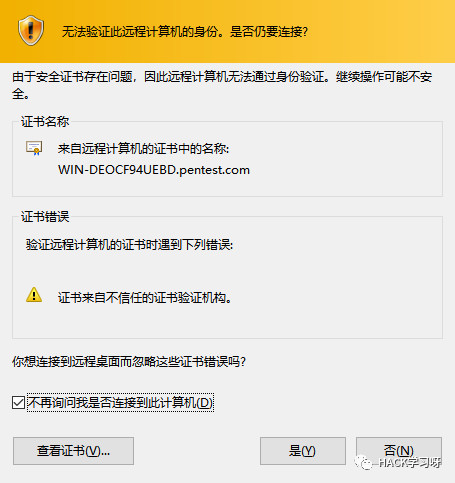 无法验证此远程计算机的身份。是否仍要连接?
由于安全证书存在问题，因此远程计算机无法通过身份验证。继续操作可能不安
全。
证书名称
来自远程计算机的证书中的名称:
WIN-DEOCF94UEBD.pentest.com
证书错误
验证远程计算机的证书时遇到下列错误:
证书来自不信任的证书验证机构。
你想连接到远程桌面而忽略这些证书错误吗?
不再询问我是否连接到此计算机(D)
查看证书(V)...
是(Y)
否(N)
HACK学习呀